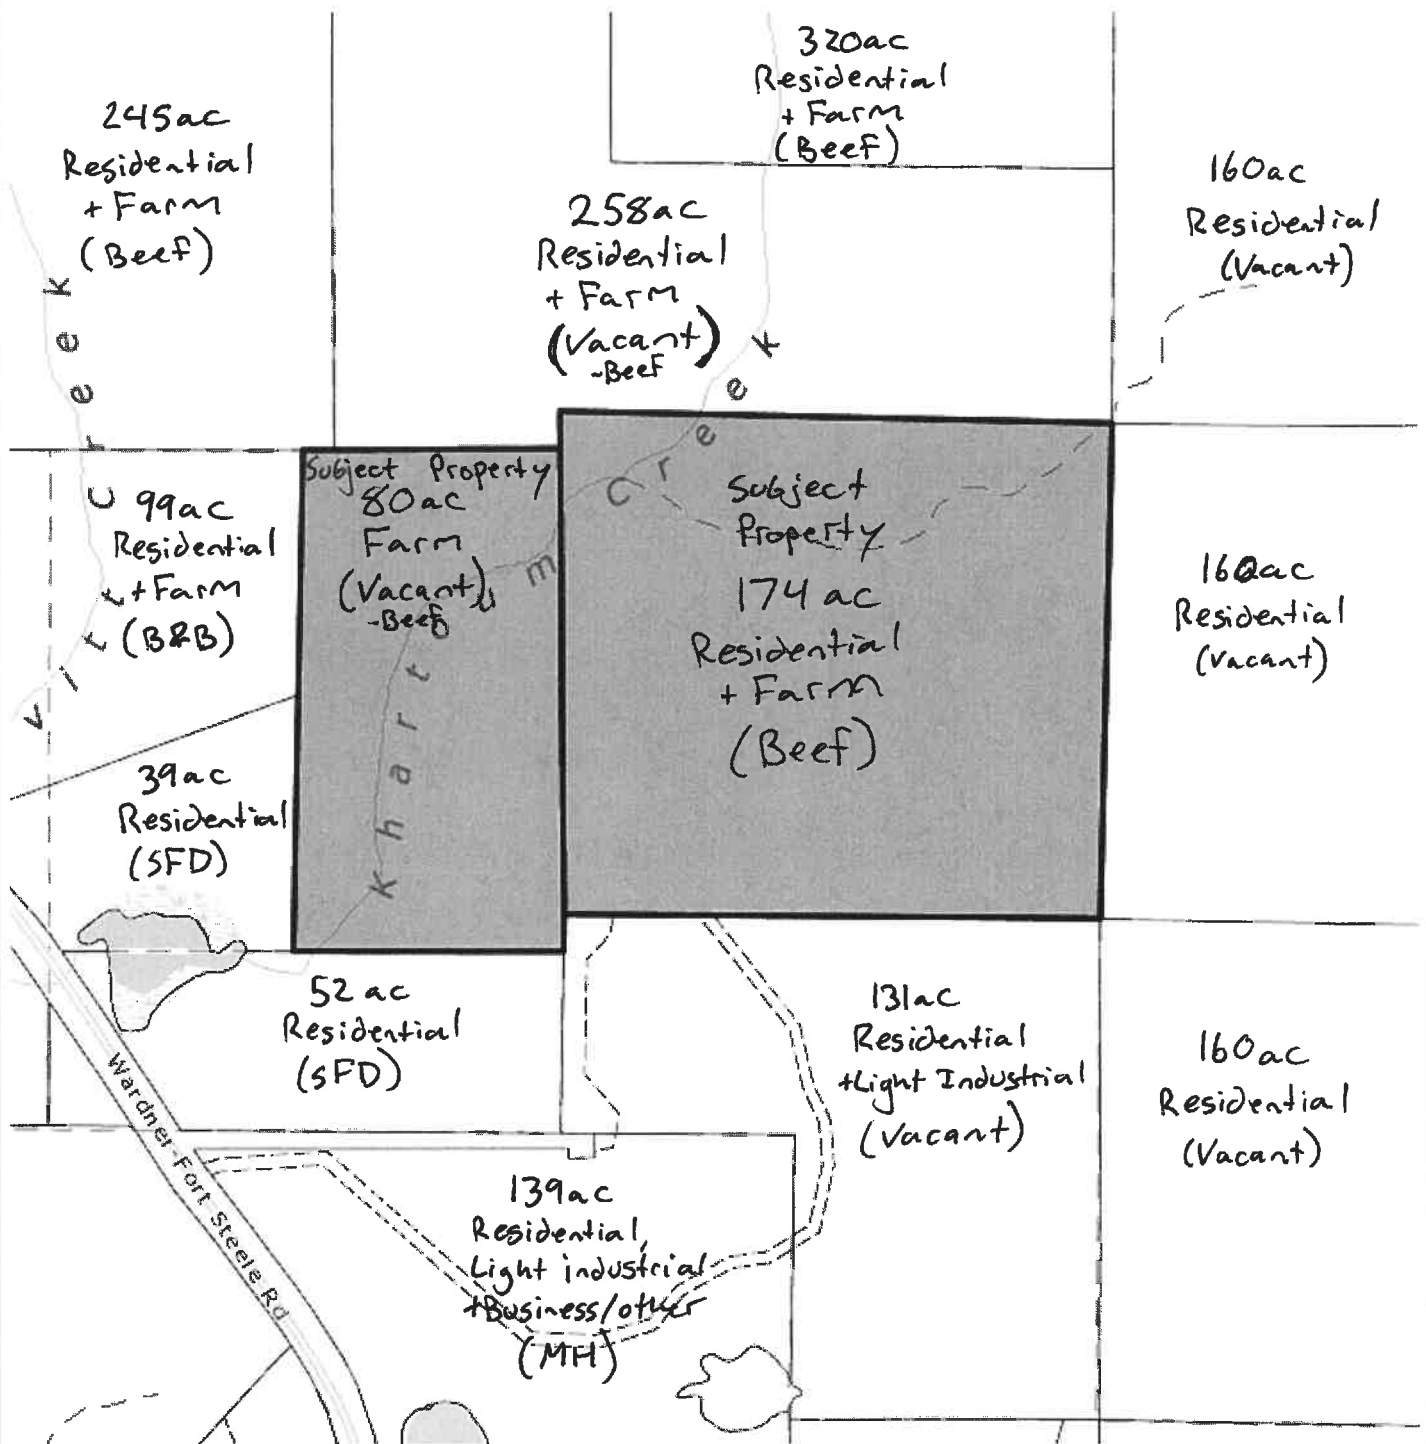 320ac
Residential
+ Farm
(Beef)
245ac
Residential
+ Farm
(Beef)
160ac
Residential
(Vacant)
258ac
Residential
+ Farm
(Vacant)
-Beef
Subject Property
80ac
Farm
(Vacant)
-Beef
Subject
Property
174 ac
Residential
+ Farm
(Beef)
99ac
Residential
+ Farm
(B&B)
160ac
Residential
(Vacant)
39ac
Residential
(SFD)
Vitt Creek
Khartoum Creek
52 ac
Residential
(SFD)
131ac
Residential
+Light Industrial
(Vacant)
160ac
Residential
(Vacant)
Wardner-Fort Steele Rd
139ac
Residential,
Light industrial
+Business/other
(MH)